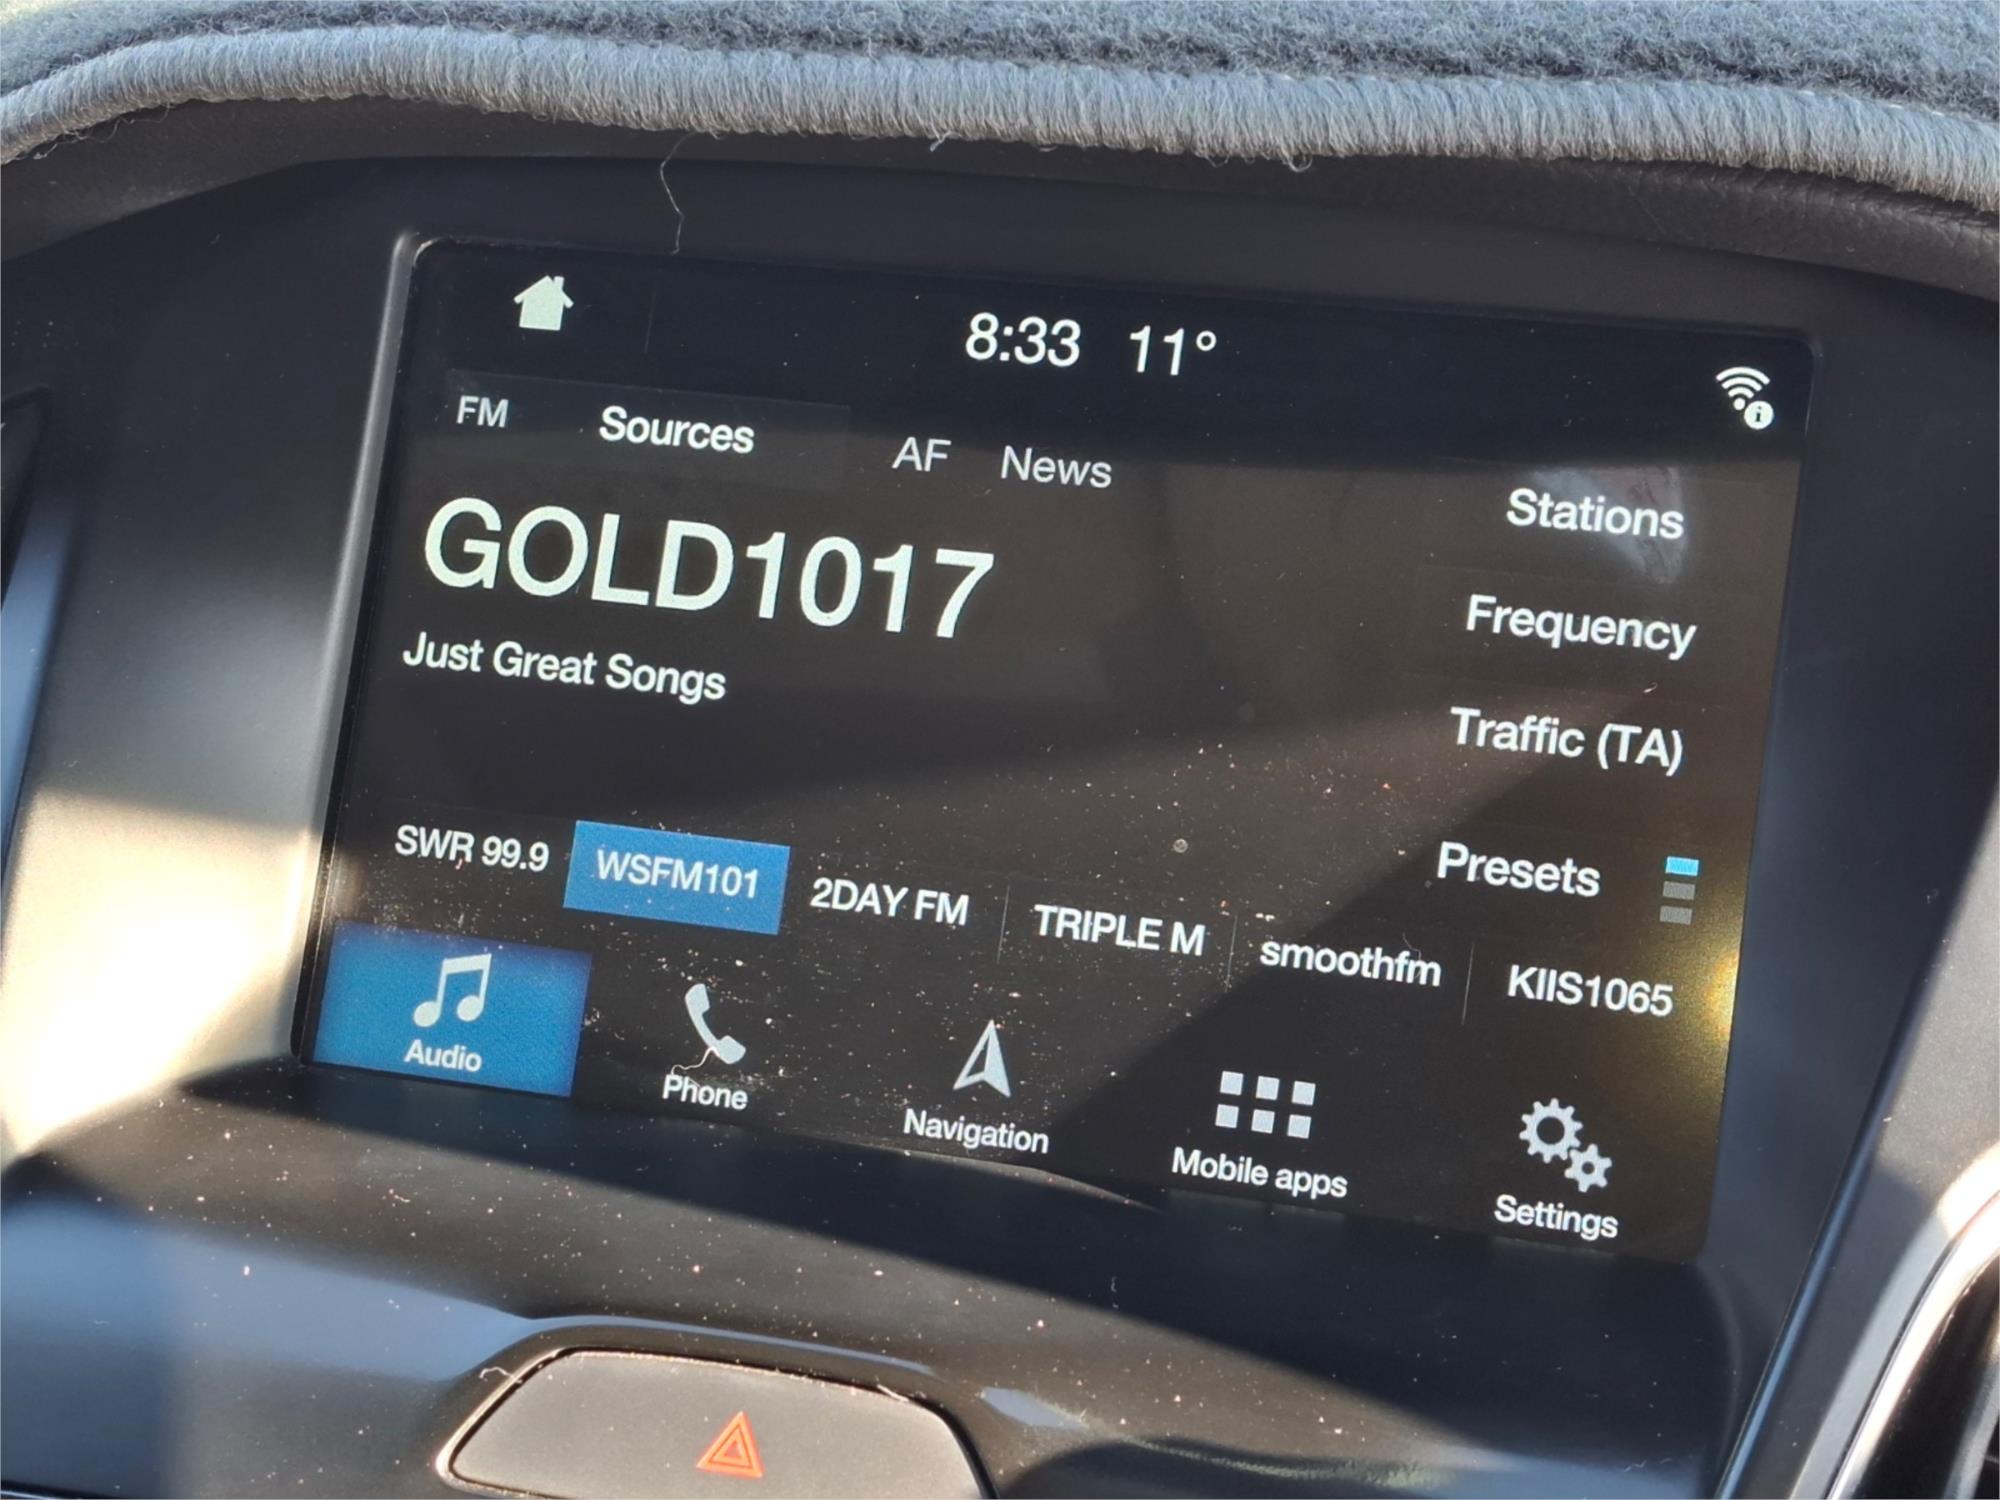 8:33 11°
FM Sources AF News
Stations
GOLD1017
Frequency
Just Great Songs
Traffic (TA)
Presets
SWR 99.9 WSFM101 2DAY FM TRIPLE M smoothfm KIIS1065
Audio Phone Navigation Mobile apps Settings